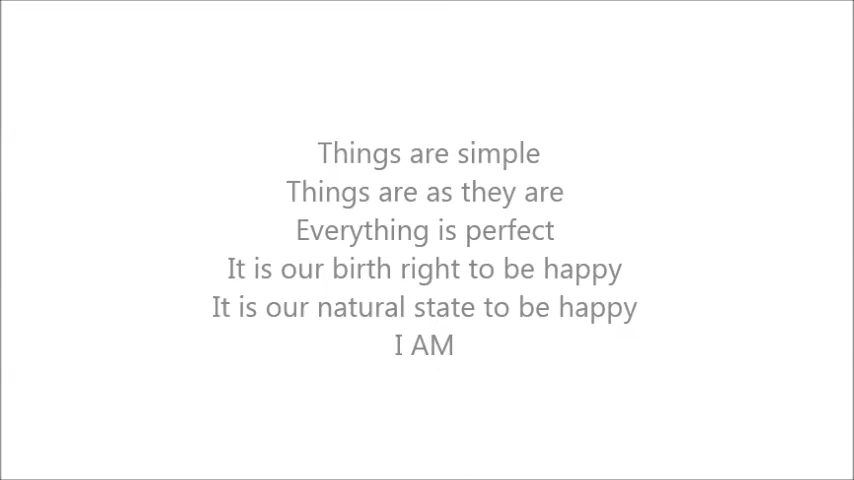 Things are simple
Things are as they are
Everything is perfect
It is our birth right to be happy
It is our natural state to be happy
I AM